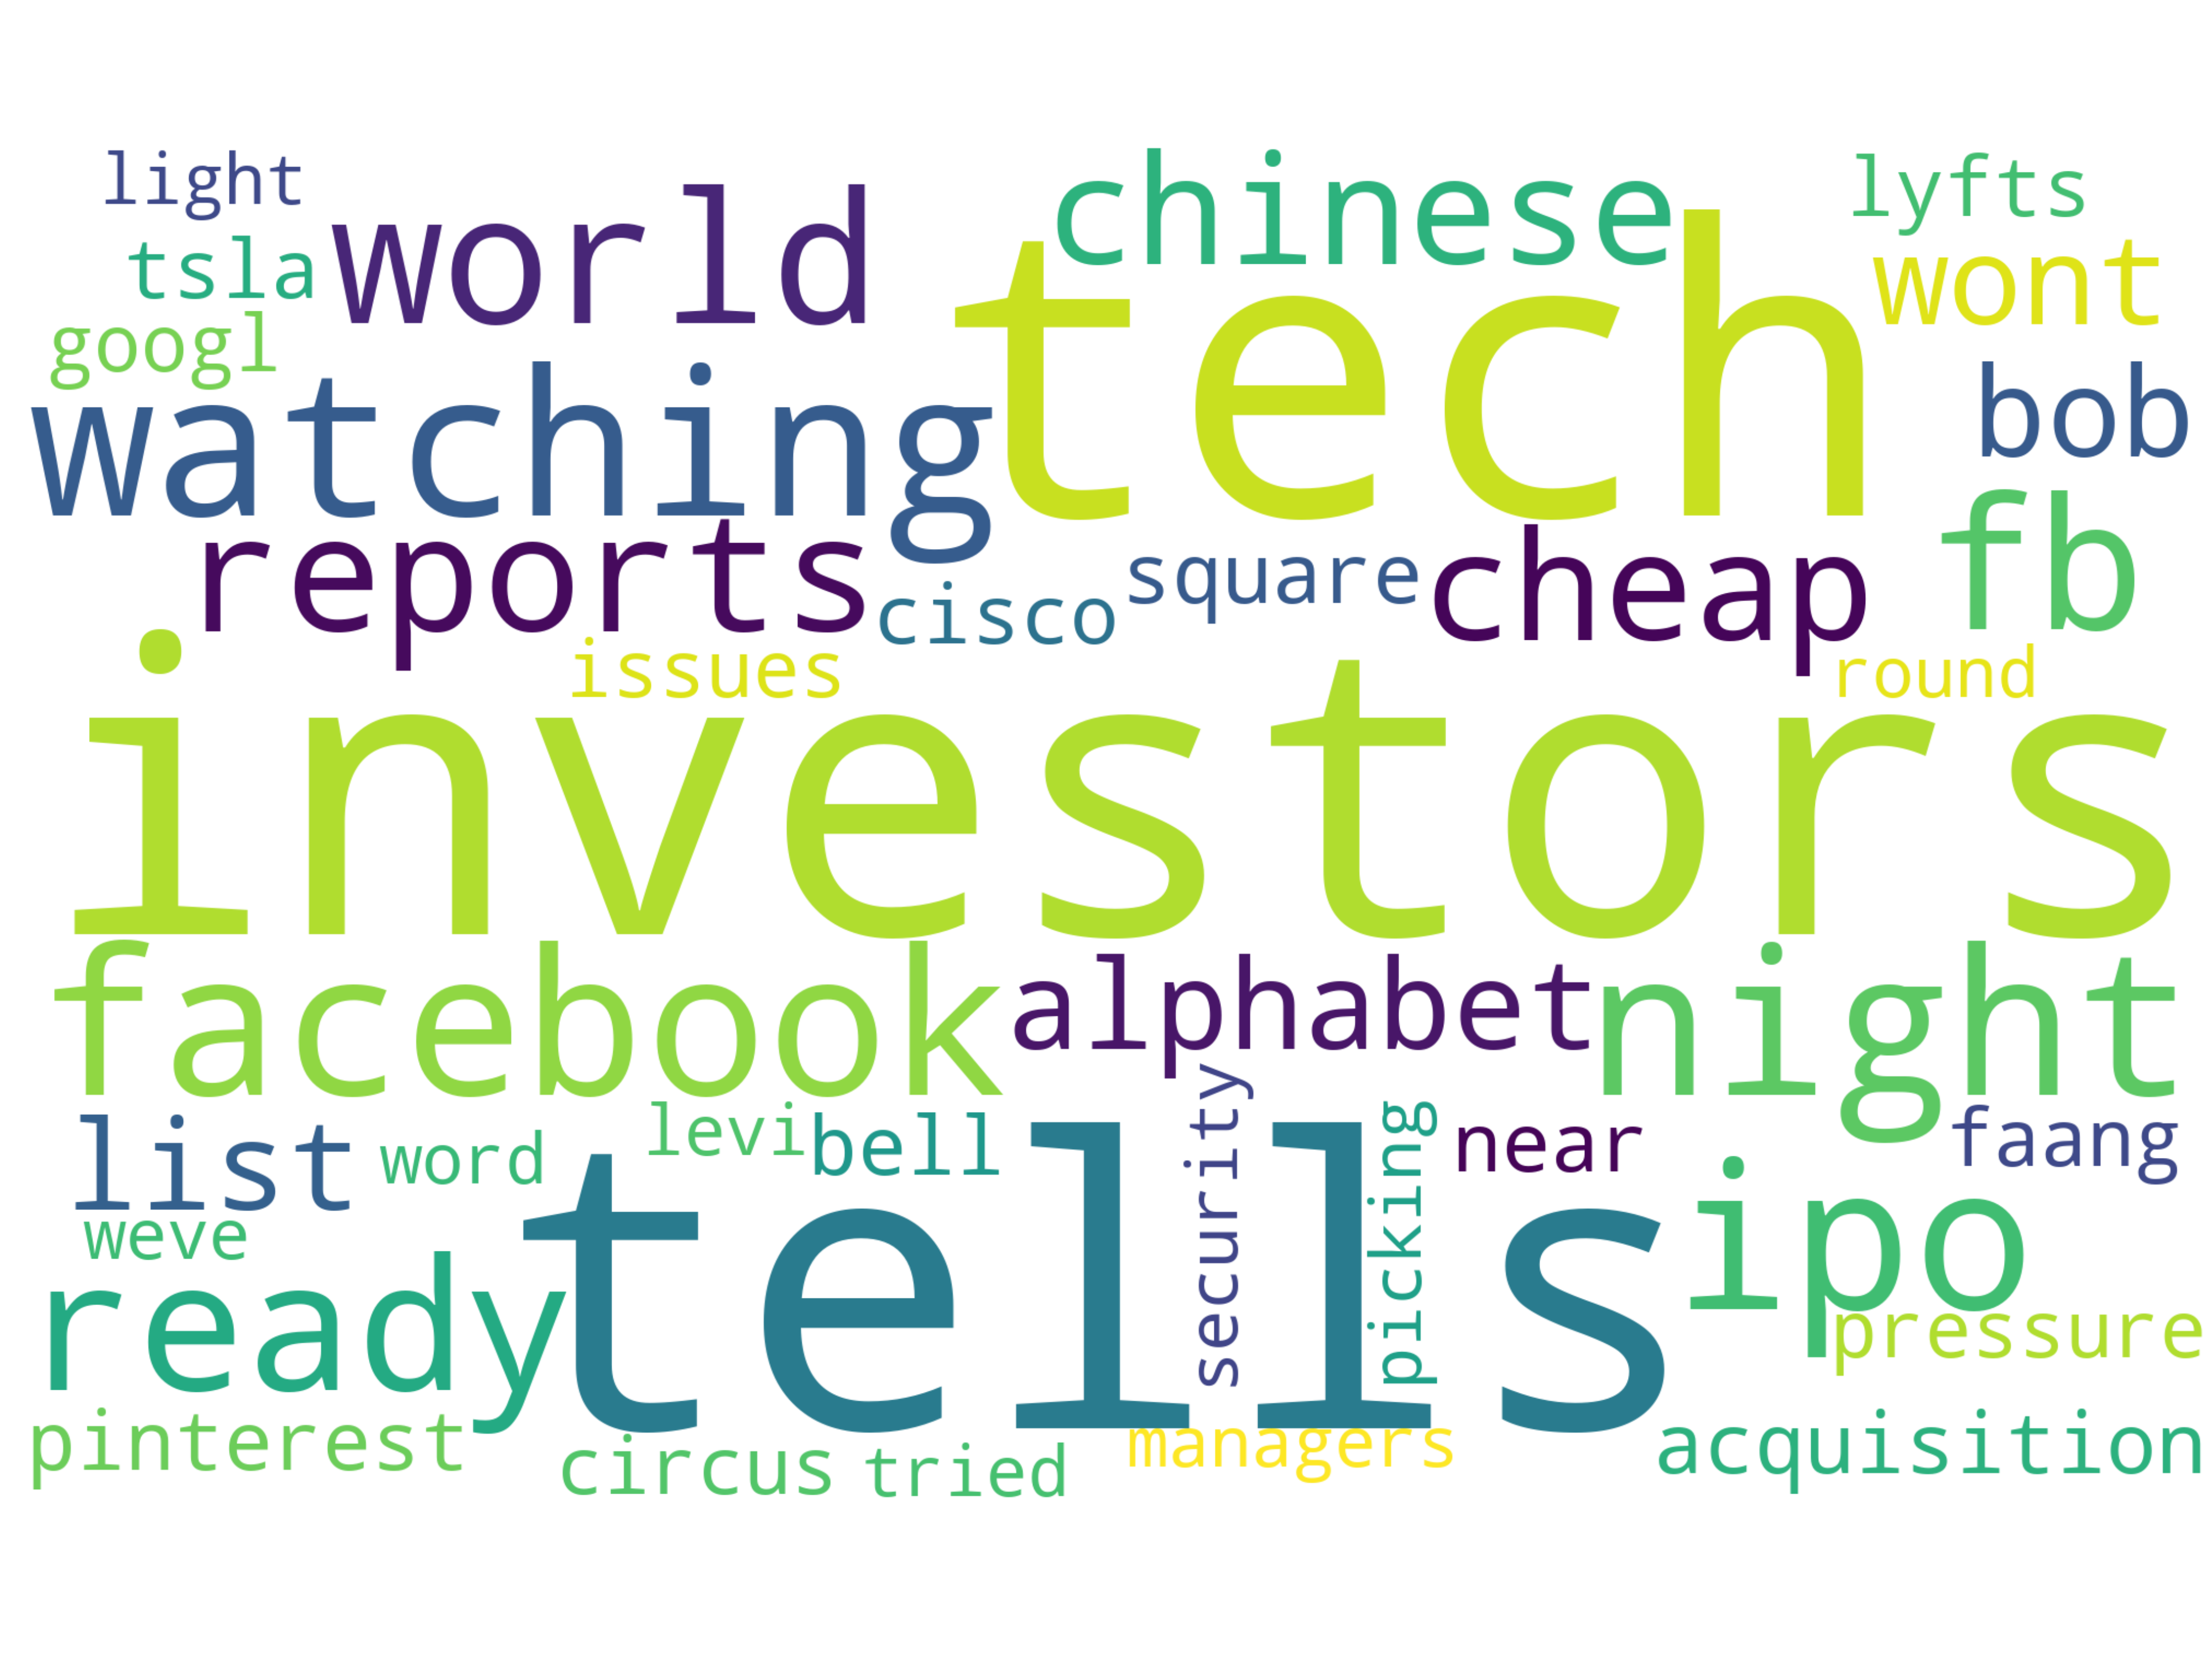 light
world
chinese
lyfts
tsla
tech
wont
googl
watching
bob
reports
fb
square
cheap
cisco
issues
round
investors
facebook
alphabet
night
list
word
levi
bell
security
picking
near
faang
weve
tells
ipo
ready
pressure
pinterest
circus
tried
managers
acquisition